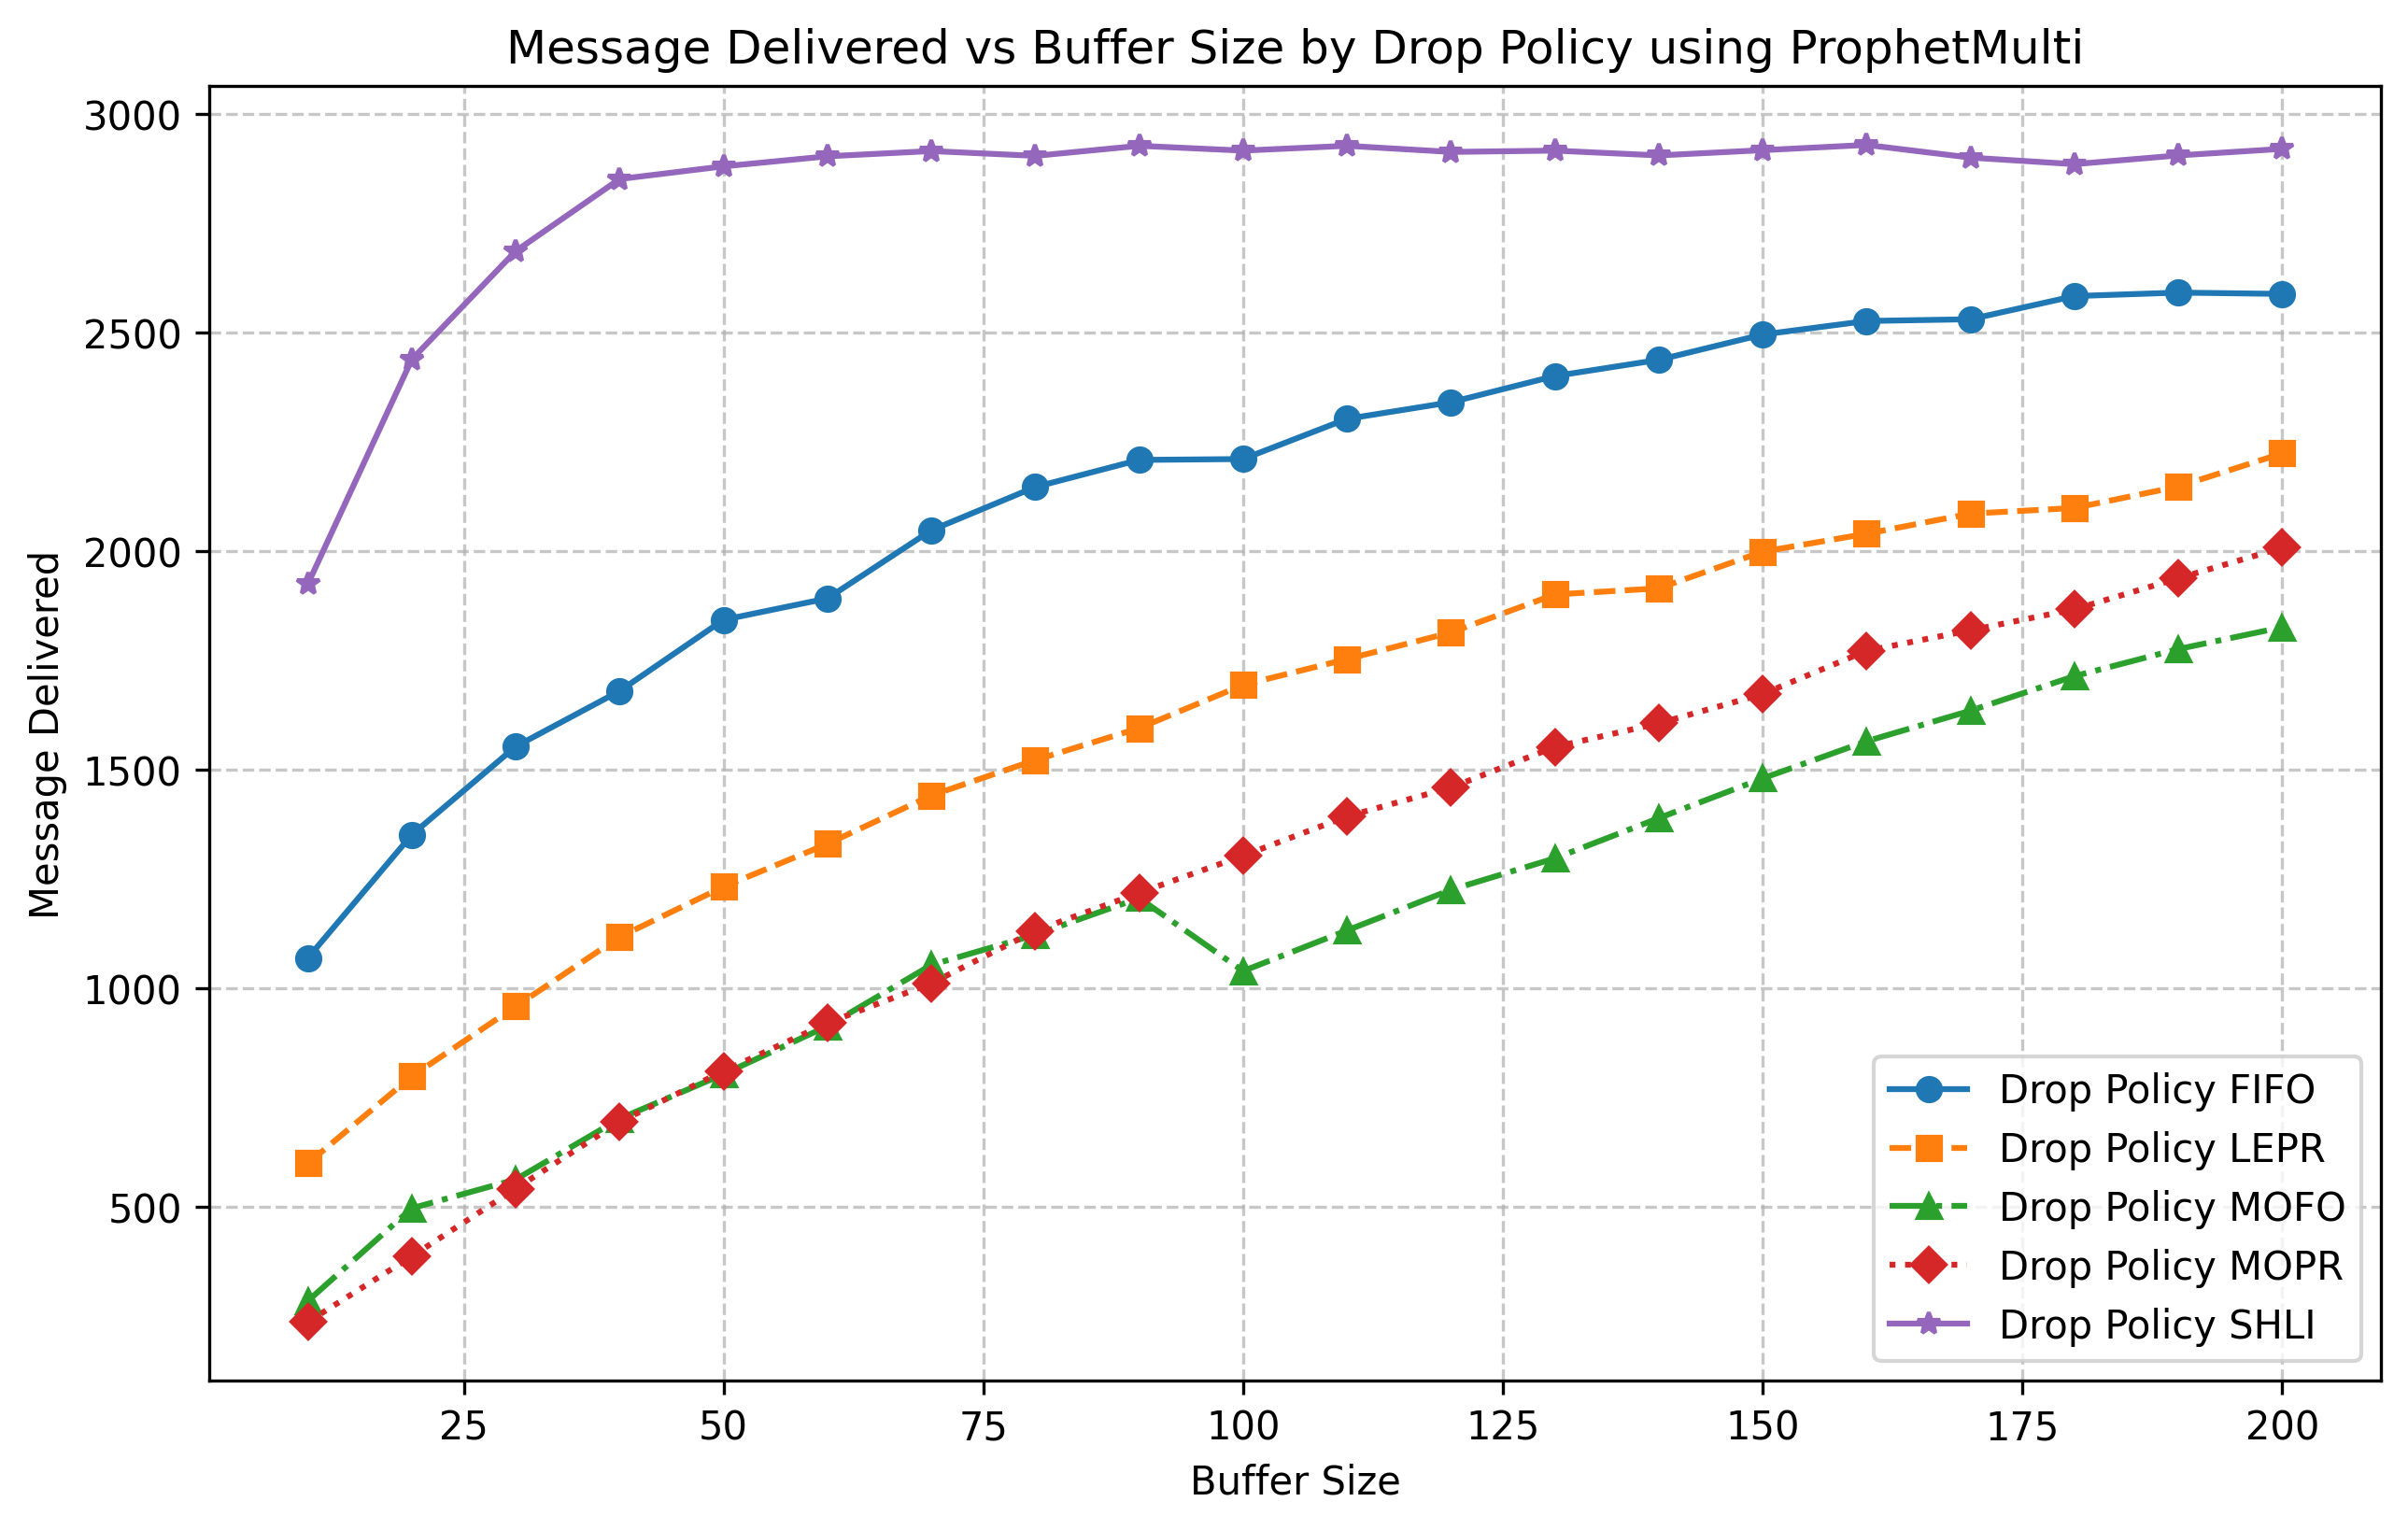 Message Delivered vs Buffer Size by Drop Policy using ProphetMulti
Message Delivered
3000
2500
2000
1500
1000
500
25 50 75 100 125 150 175 200
Buffer Size
Drop Policy FIFO
Drop Policy LEPR
Drop Policy MOFO
Drop Policy MOPR
Drop Policy SHLI